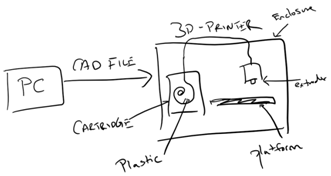 3D-PRINTER
Enclosure
PC
CAD FILE
extruder
CARTRIDGE
Plastic
platform